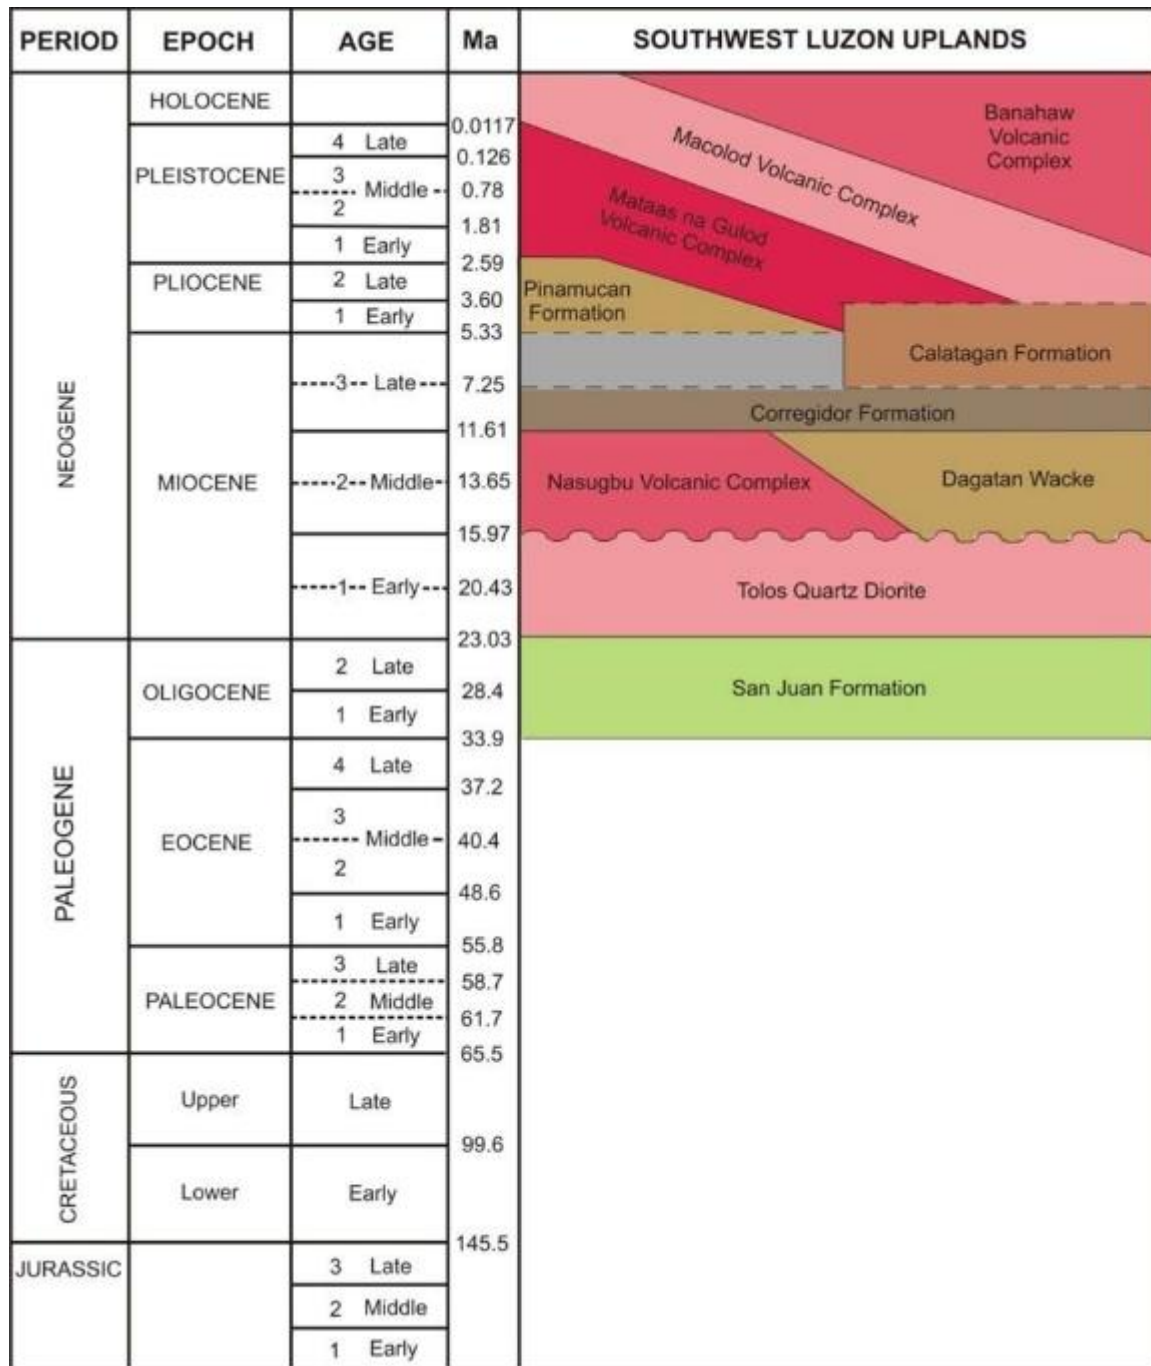 PERIOD EPOCH AGE Ma SOUTHWEST LUZON UPLANDS
HOLOCENE
0.0117
PLEISTOCENE
4 Late
0.126
3
Middle
0.78
2
1.81
1 Early
2.59
PLIOCENE
2 Late
3.60
1 Early
5.33
NEOGENE
MIOCENE
3 Late
7.25
11.61
2 Middle
13.65
15.97
1 Early
20.43
23.03
PALEOGENE
OLIGOCENE
2 Late
28.4
1 Early
33.9
EOCENE
4 Late
37.2
3
Middle
40.4
2
48.6
1 Early
55.8
PALEOCENE
3 Late
58.7
2 Middle
61.7
1 Early
65.5
CRETACEOUS
Upper
Late
99.6
Lower
Early
145.5
JURASSIC
3 Late
2 Middle
1 Early
Banahaw
Volcanic
Complex
Macolod Volcanic Complex
Mataas na Gulod
Volcanic Complex
Pinamucan
Formation
Calatagan Formation
Corregidor Formation
Nasugbu Volcanic Complex
Dagatan Wacke
Tolos Quartz Diorite
San Juan Formation